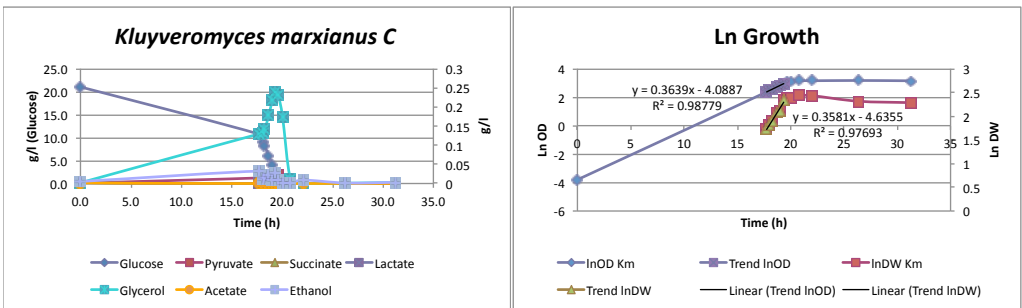 Kluyveromyces marxianus C
25.0
20.0
15.0
10.0
5.0
0.0
g/l (Glucose)
0.3
0.25
0.2
0.15
0.1
0.05
0
g/l
0.0 5.0 10.0 15.0 20.0 25.0 30.0 35.0
Time (h)
Glucose Pyruvate Succinate Lactate
Glycerol Acetate Ethanol
Ln Growth
4
2
0
-2
-4
-6
Ln OD
y = 0.3639x - 4.0887
R² = 0.98779
y = 0.3581x - 4.6355
R² = 0.97693
3
2.5
2
1.5
1
0.5
0
Ln DW
0 5 10 15 20 25 30 35
Time (h)
lnOD Km Trend lnOD lnDW Km
Trend lnDW Linear (Trend lnOD) Linear (Trend lnDW)